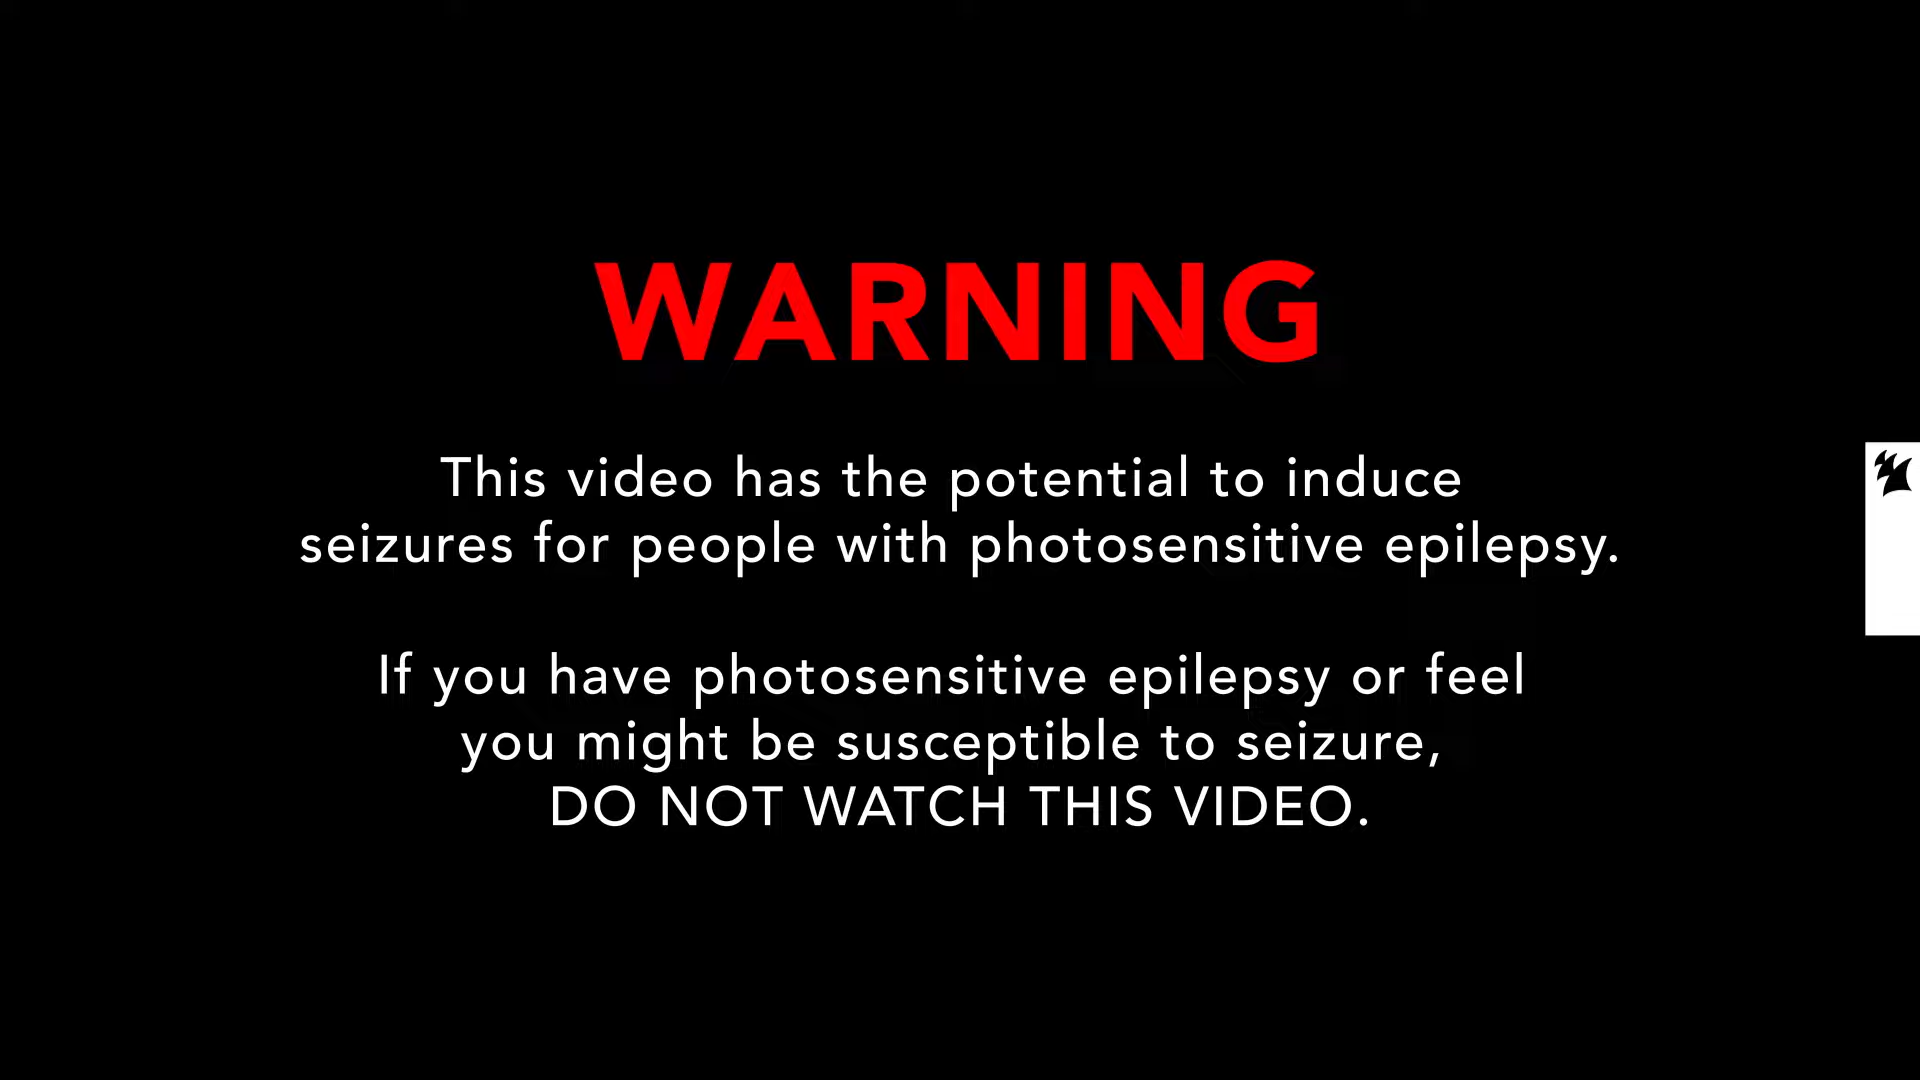 WARNING
This video has the potential to induce
seizures for people with photosensitive epilepsy.
If you have photosensitive epilepsy or feel
you might be susceptible to seizure,
DO NOT WATCH THIS VIDEO.